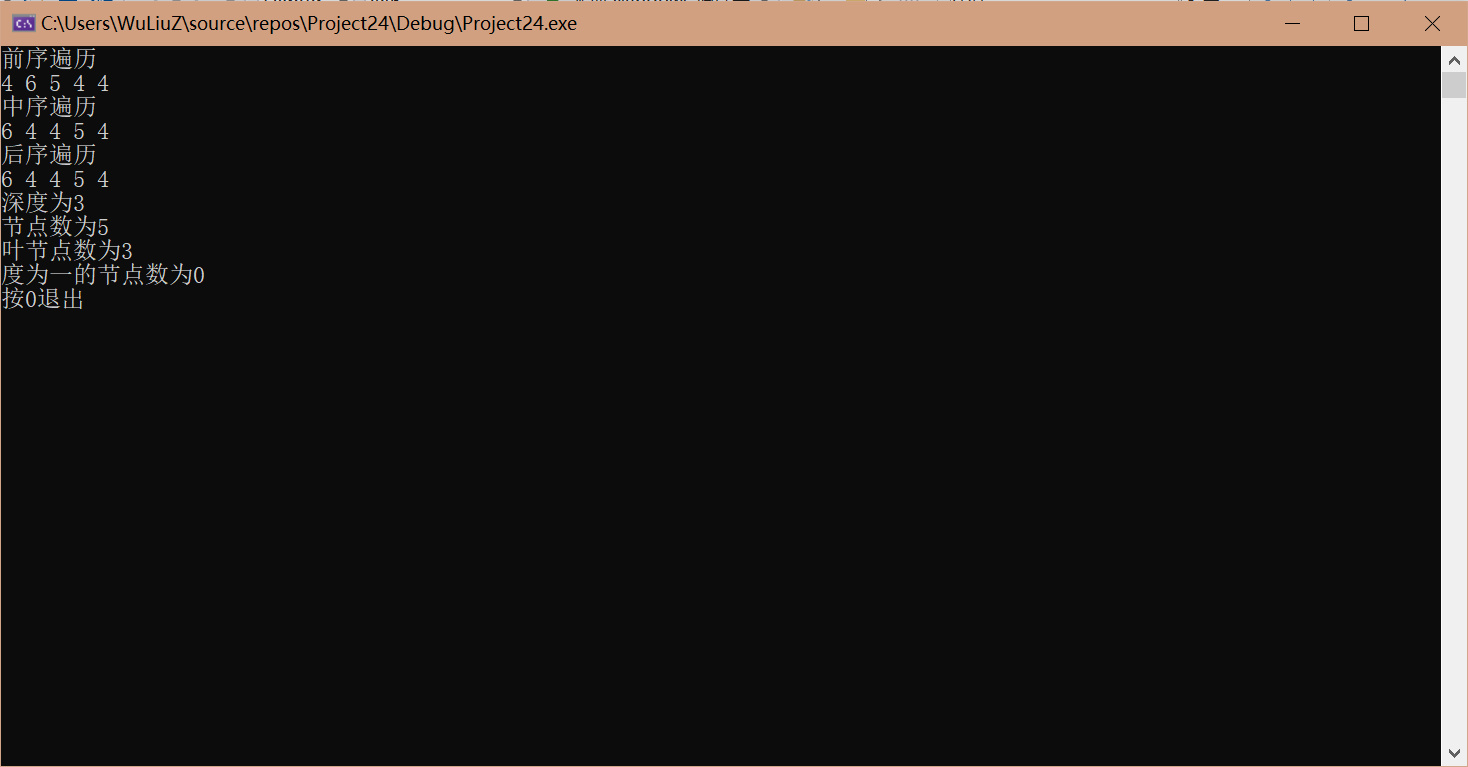 C:\Users\WuLiuZ\source\repos\Project24\Debug\Project24.exe
前序遍历
4 6 5 4 4
中序遍历
6 4 4 5 4
后序遍历
6 4 4 5 4
深度为3
节点数为5
叶节点数为3
度为一的节点数为0
按0退出